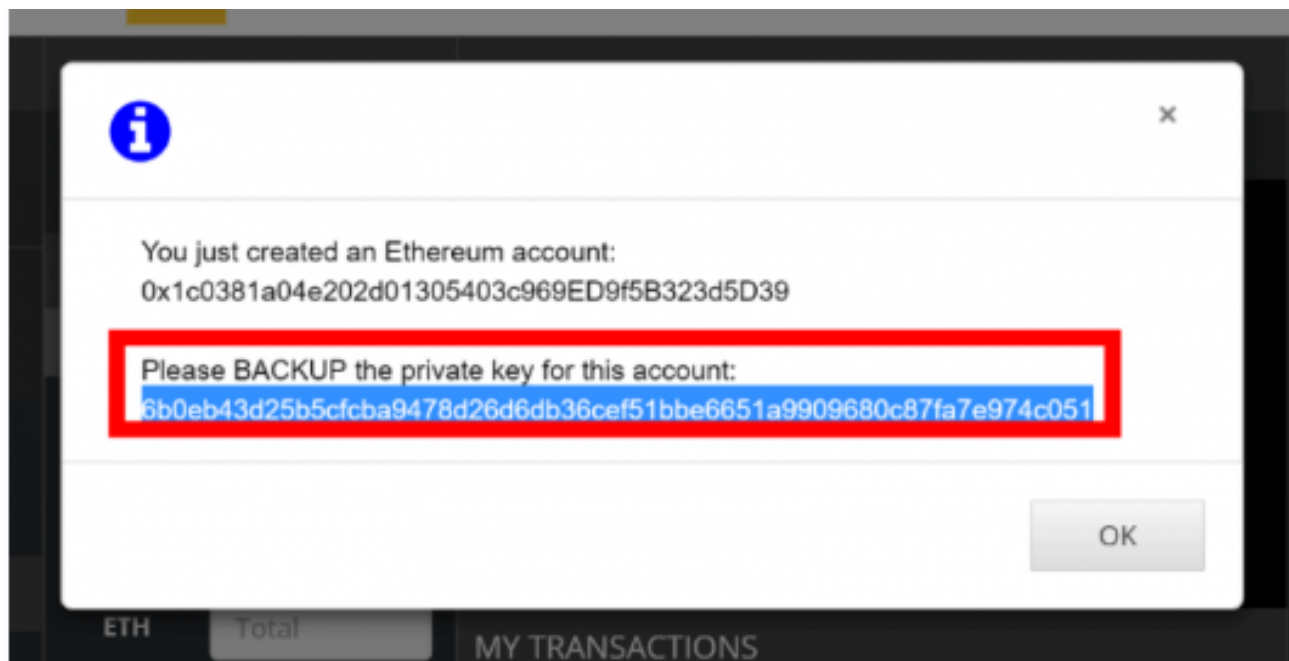 You just created an Ethereum account:
0x1c0381a04e202d01305403c969ED9f5B323d5D39
Please BACKUP the private key for this account:
OK
ETH
Total
MY TRANSACTIONS